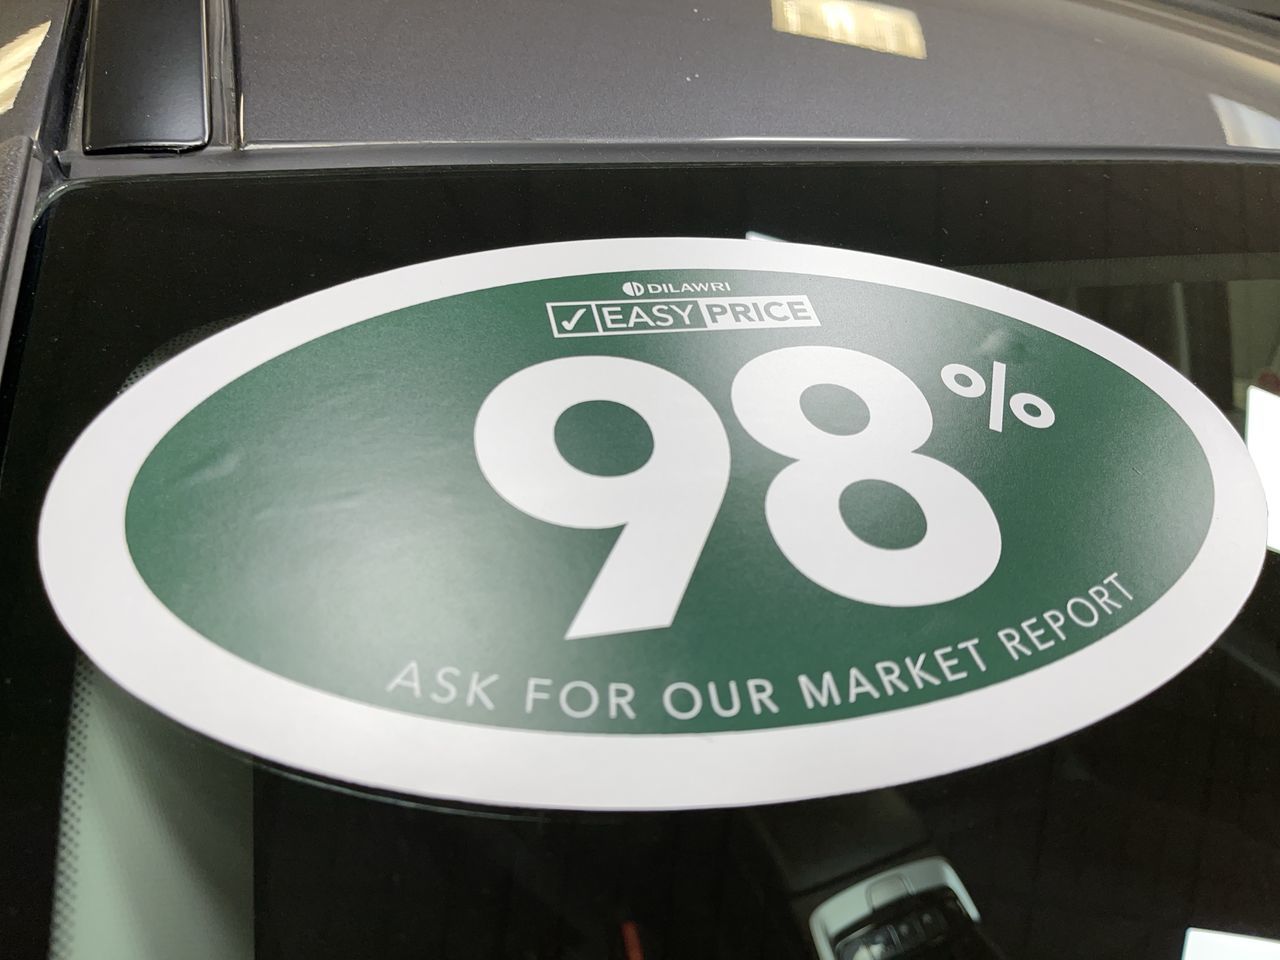 DILAWRI
✓ EASY PRICE
98%
ASK FOR OUR MARKET REPORT